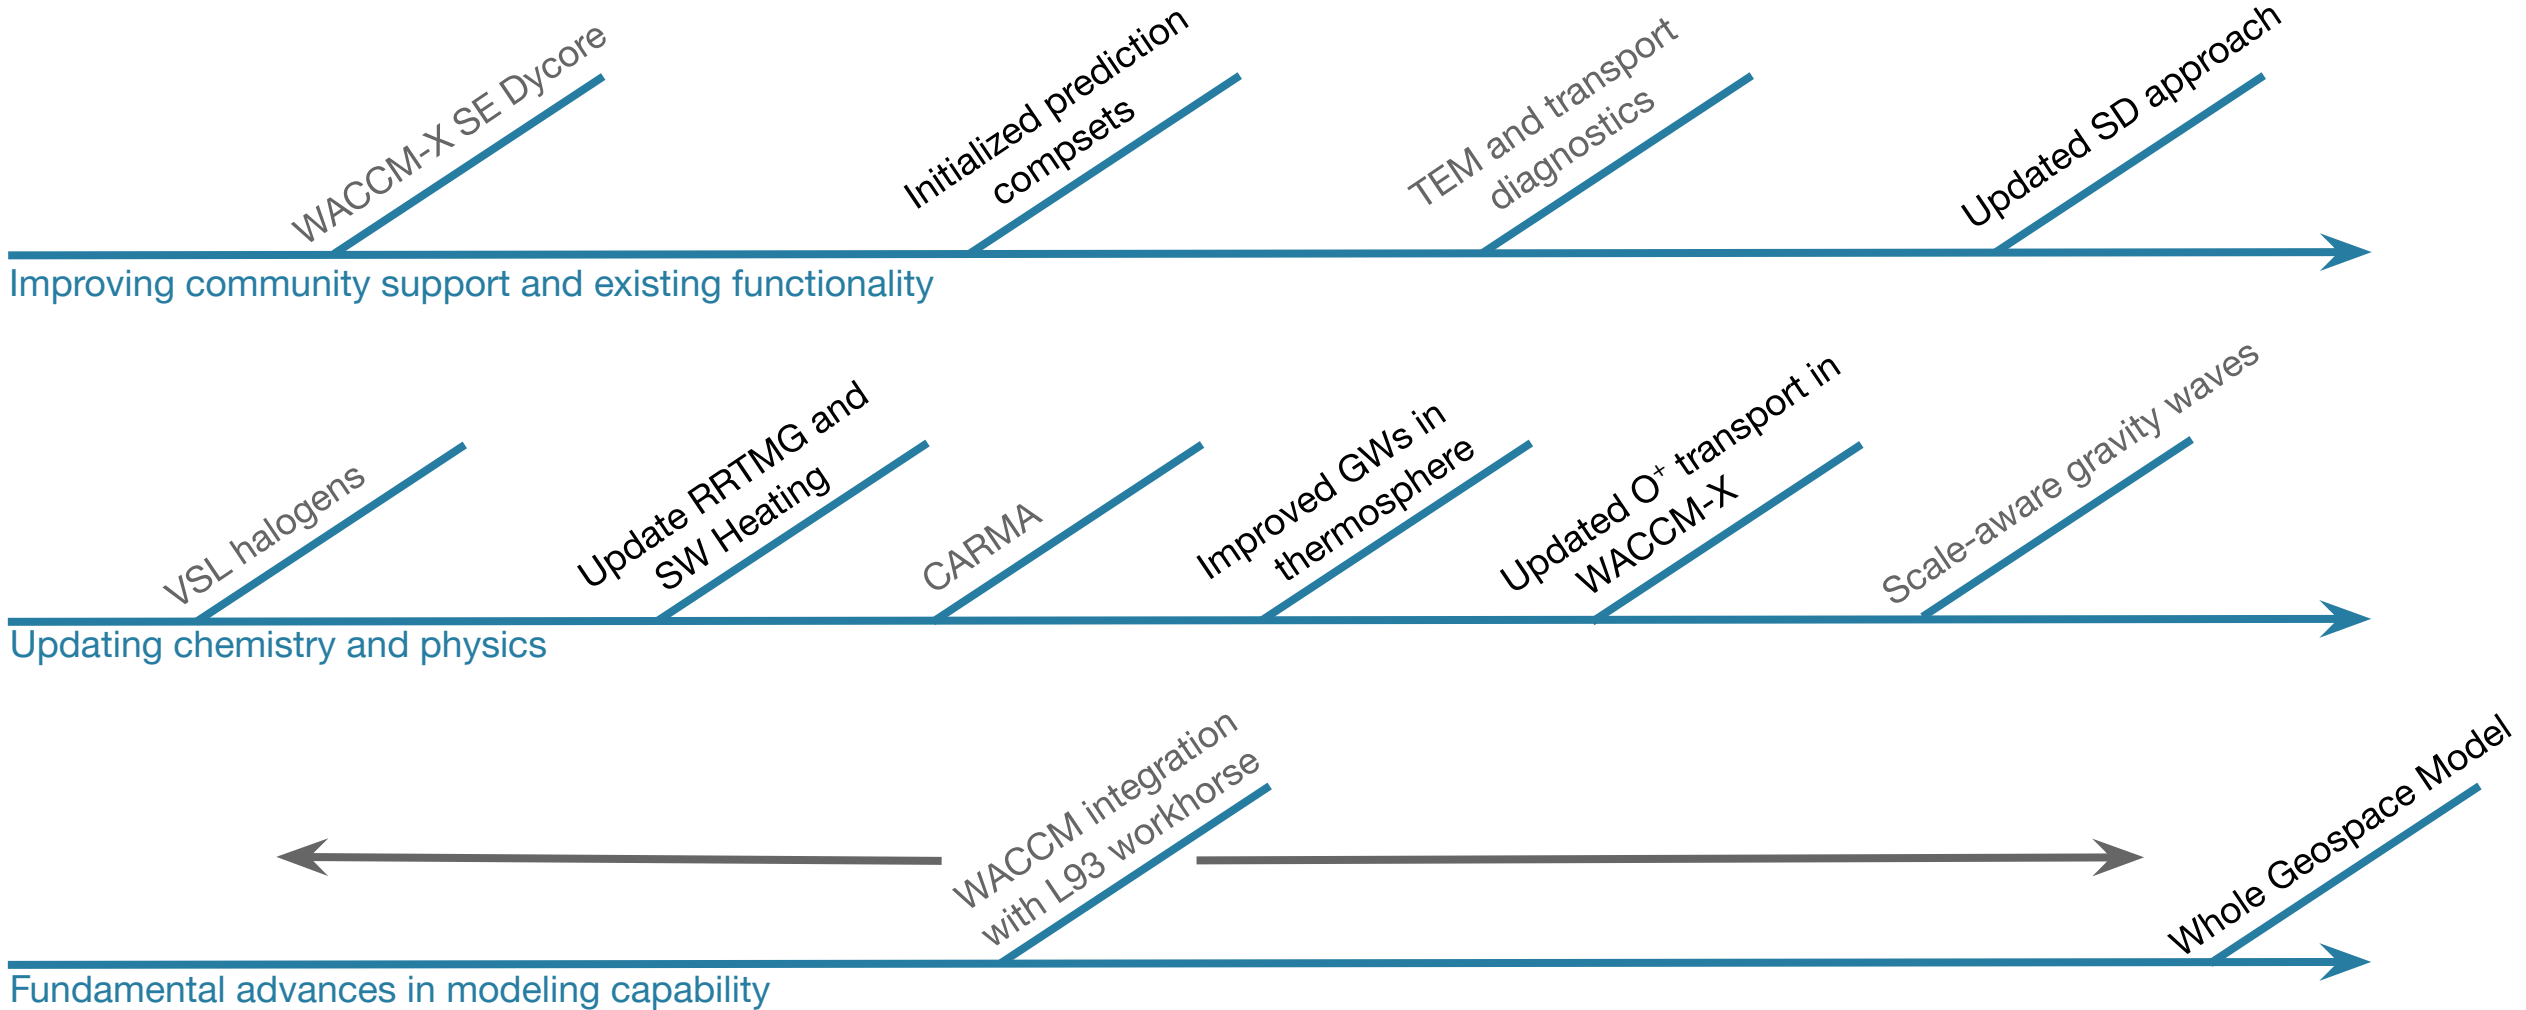 WACCM-X SE Dycore
Initialized prediction
compsets
TEM and transport
diagnostics
Updated SD approach
Improving community support and existing functionality
VSL halogens
Update RRTMG and
SW Heating
CARMA
Improved GWs in
thermosphere
Updated O⁺ transport in
WACCM-X
Scale-aware gravity waves
Updating chemistry and physics
WACCM integration
with L93 workhorse
Whole Geospace Model
Fundamental advances in modeling capability